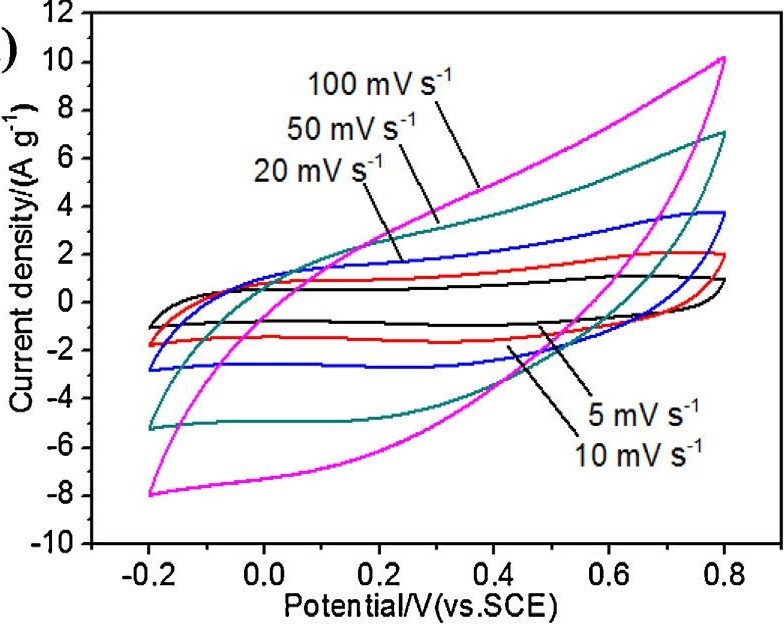 )
12
10
8
6
4
2
0
-2
-4
-6
-8
-10
Current density/(A g⁻¹)
100 mV s⁻¹
50 mV s⁻¹
20 mV s⁻¹
5 mV s⁻¹
10 mV s⁻¹
-0.2 0.0 0.2 0.4 0.6 0.8
Potential/V(vs.SCE)